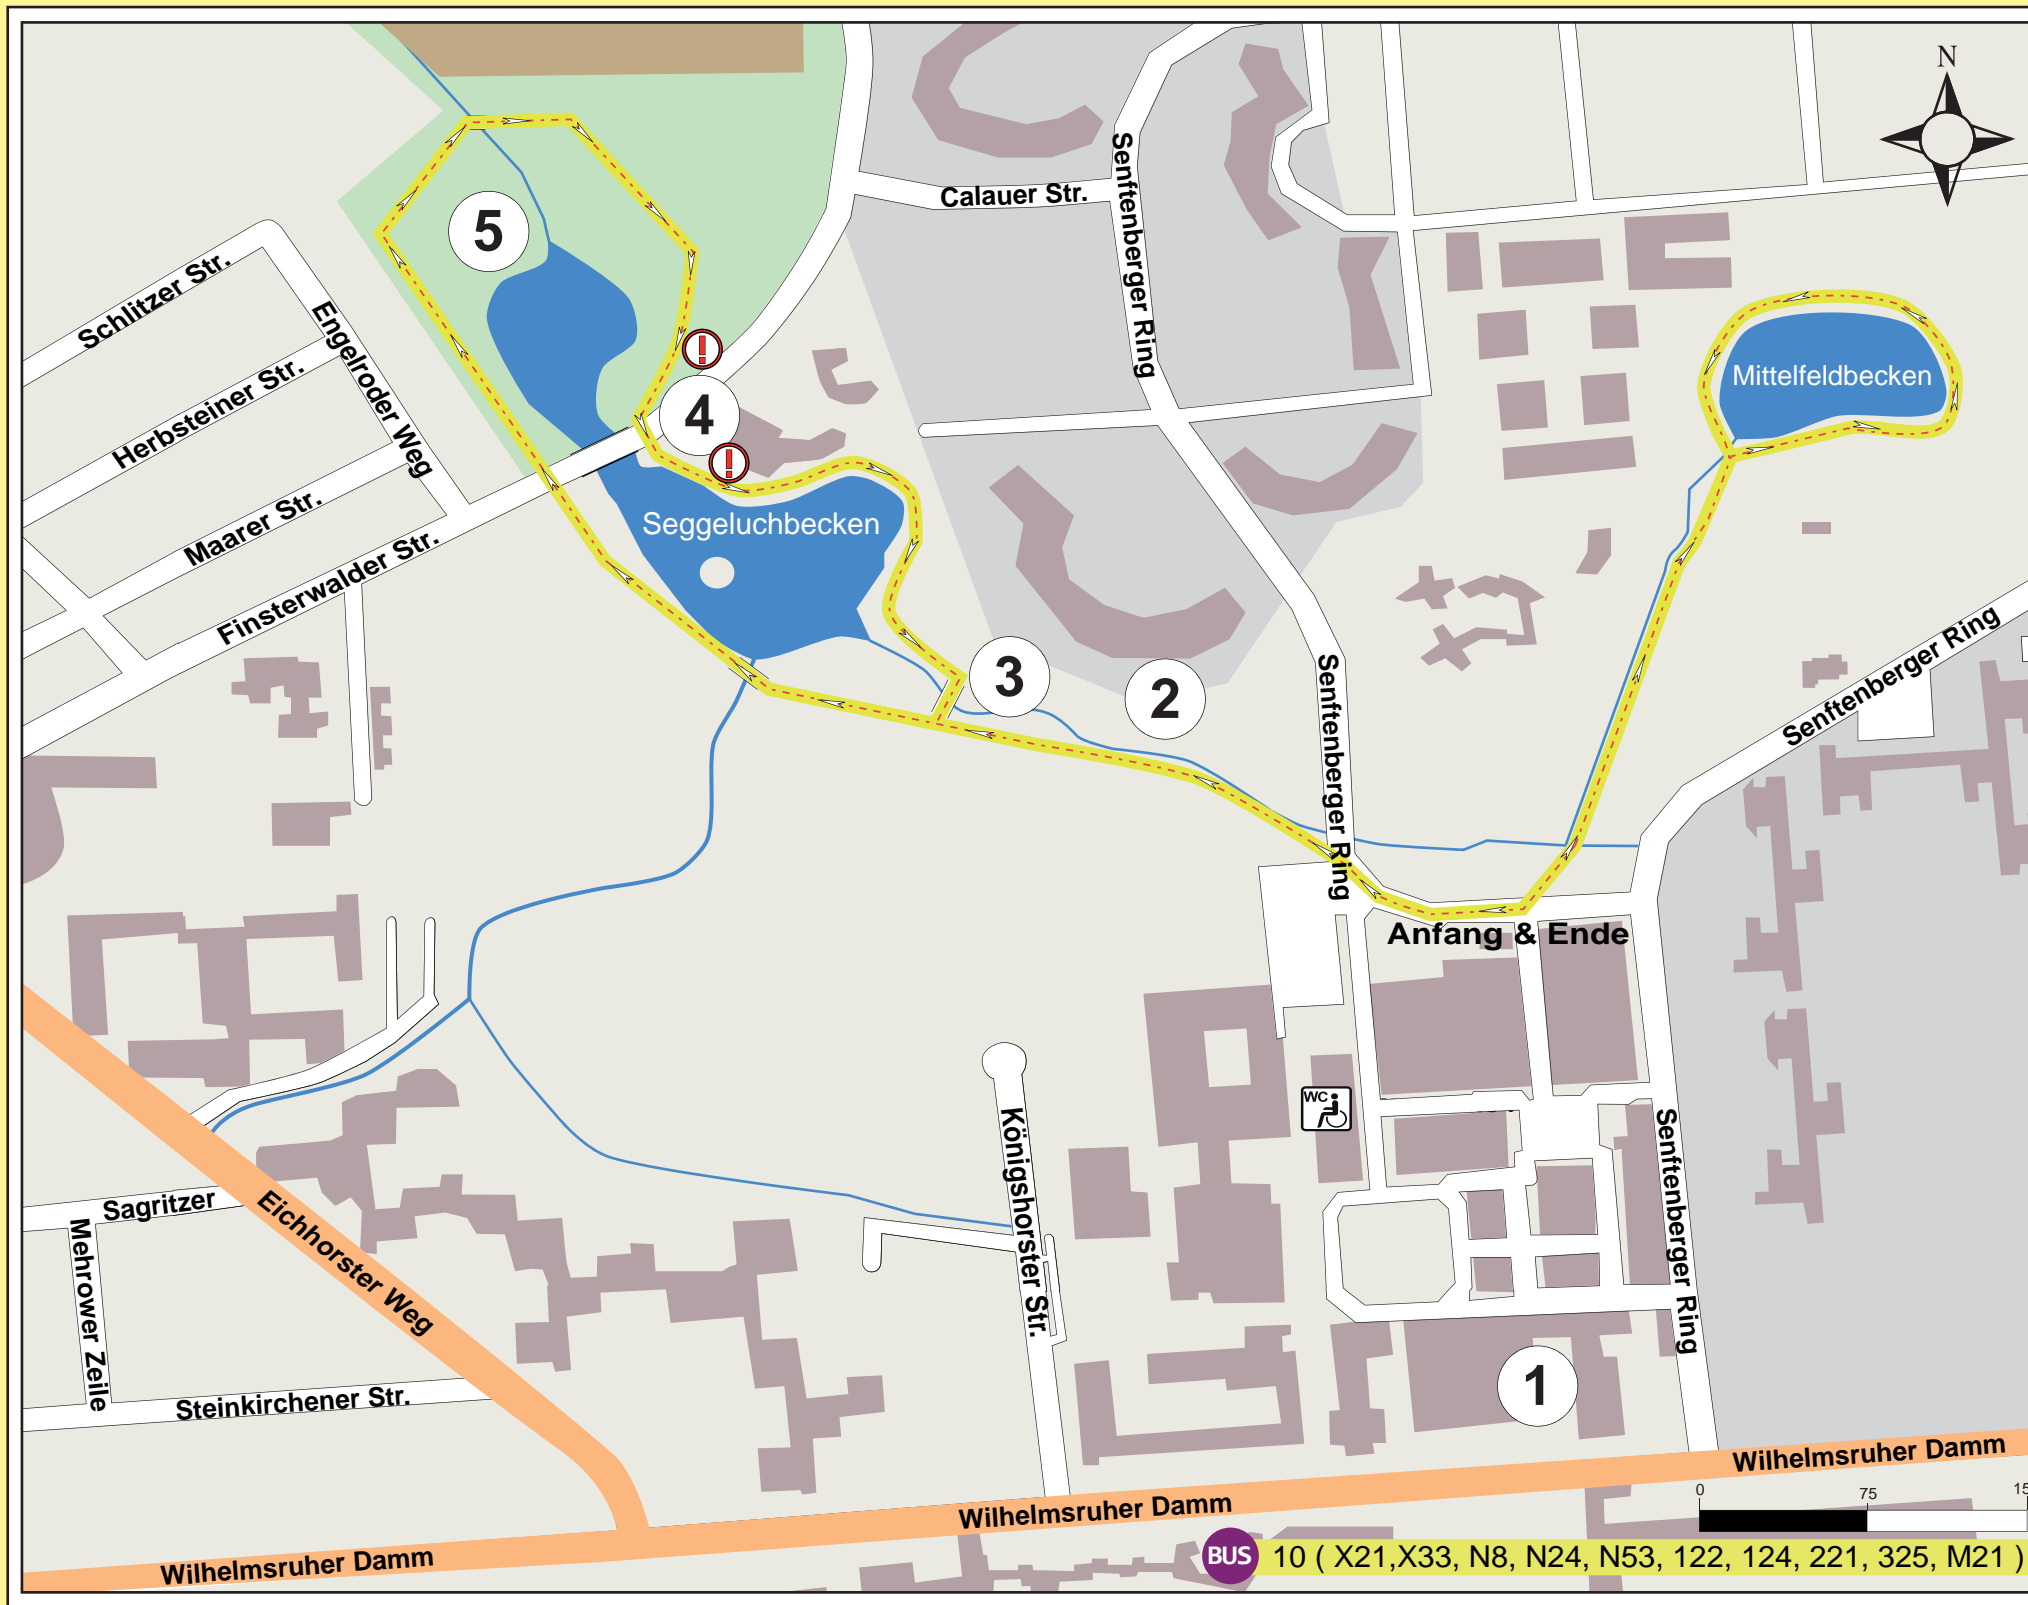 N
Calauer Str.
Senftenberger Ring
5
Schlitzer Str.
Engelroder Weg
Herbsteiner Str.
4
Mittelfeldbecken
Maarer Str.
Seggeluchbecken
Finsterwalder Str.
3
2
Senftenberger Ring
Senftenberger Ring
Anfang & Ende
WC
Königshorster Str.
Senftenberger Ring
Sagritzer
Eichhorster Weg
Mehrower Zeile
Steinkirchener Str.
1
Wilhelmsruher Damm
Wilhelmsruher Damm
Wilhelmsruher Damm
0 75 15
BUS 10 ( X21,X33, N8, N24, N53, 122, 124, 221, 325, M21 )